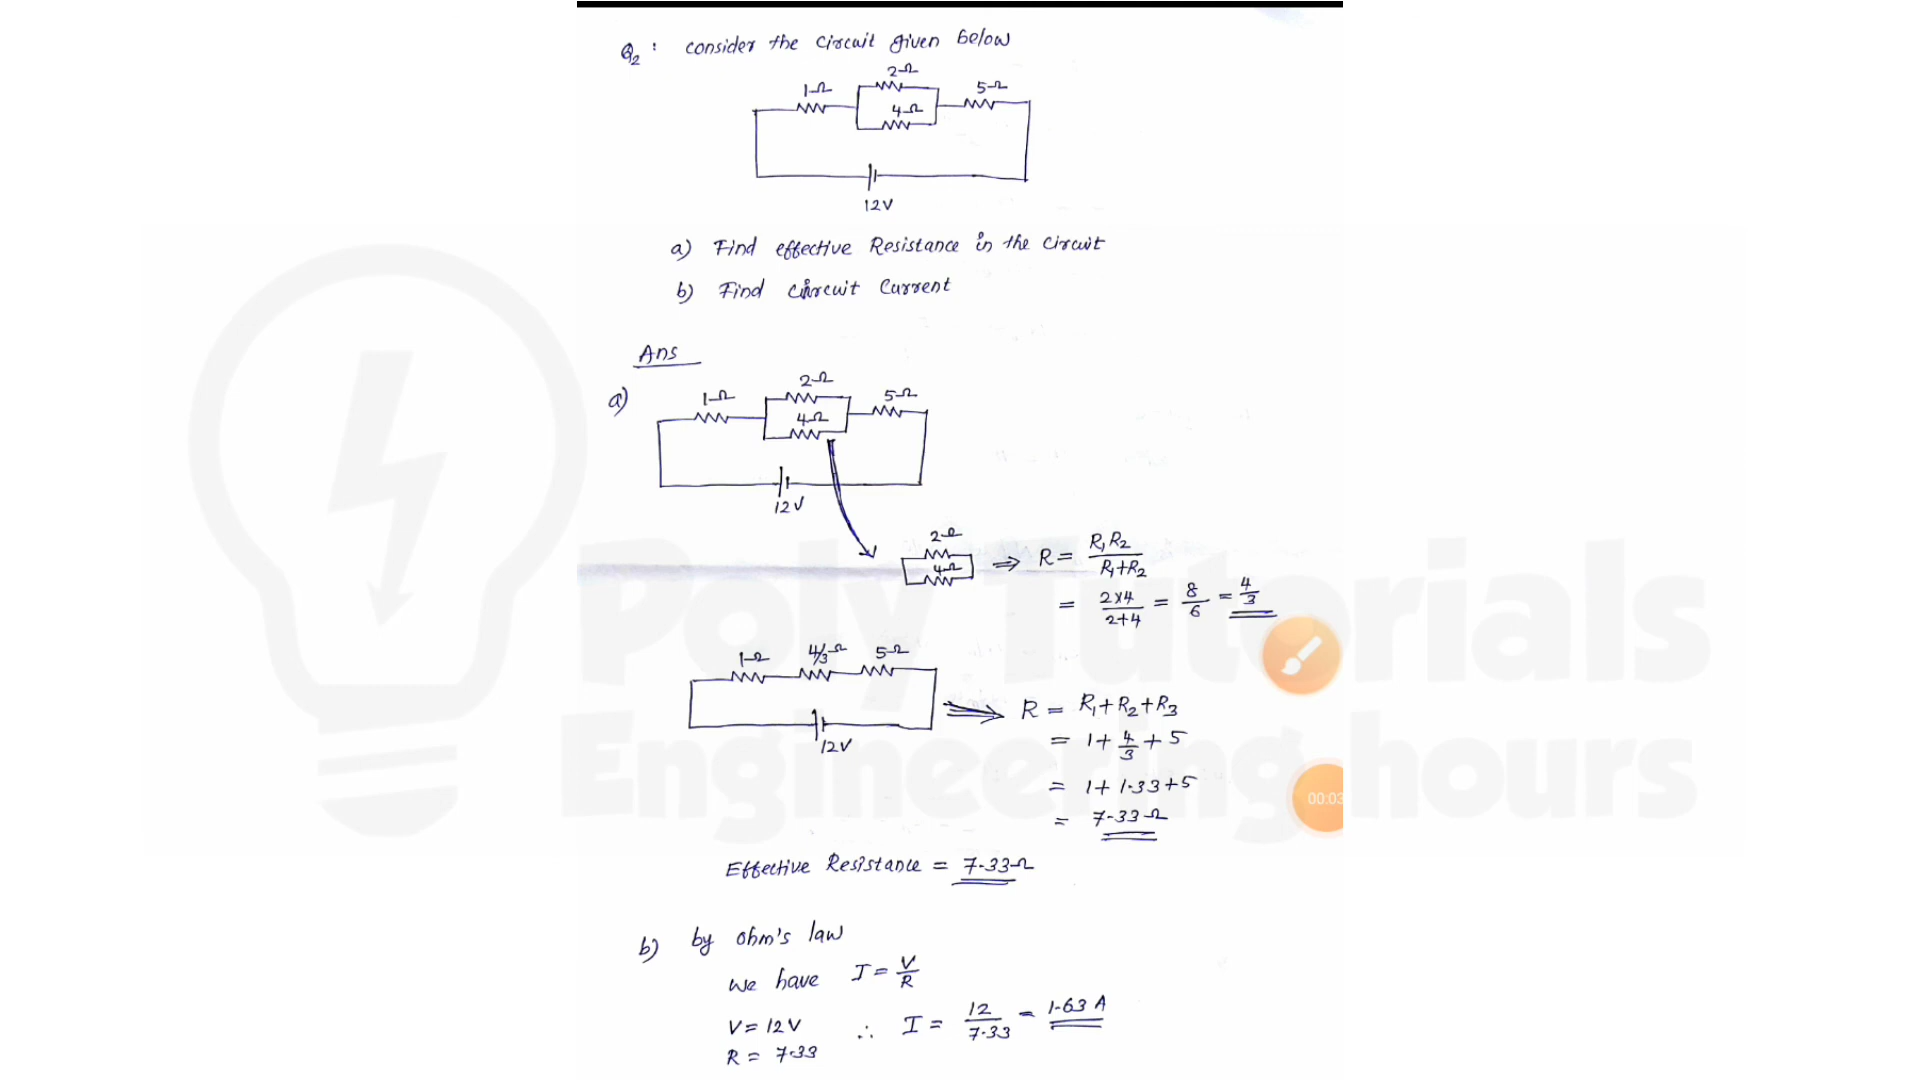 Q2 : consider the circuit given below
2Ω
1Ω
5Ω
4Ω
12V
a) Find effective Resistance in the circuit
b) Find circuit Current
Ans
a)
2Ω
1Ω
5Ω
4Ω
12V
2Ω
4Ω
⇒ R = R1R2 / R1+R2
= 2×4 / 2+4 = 8/6 = 4/3
1Ω 4/3Ω 5Ω
12V
R = R1+R2+R3
= 1+ 4/3 +5
= 1+ 1.33+5
= 7.33Ω
00:03
Effective Resistance = 7.33Ω
b) by ohm's law
We have I = V/R
V = 12V
R = 7.33
∴ I = 12/7.33 = 1.63 A
Poly Tutorials
Engineering hours